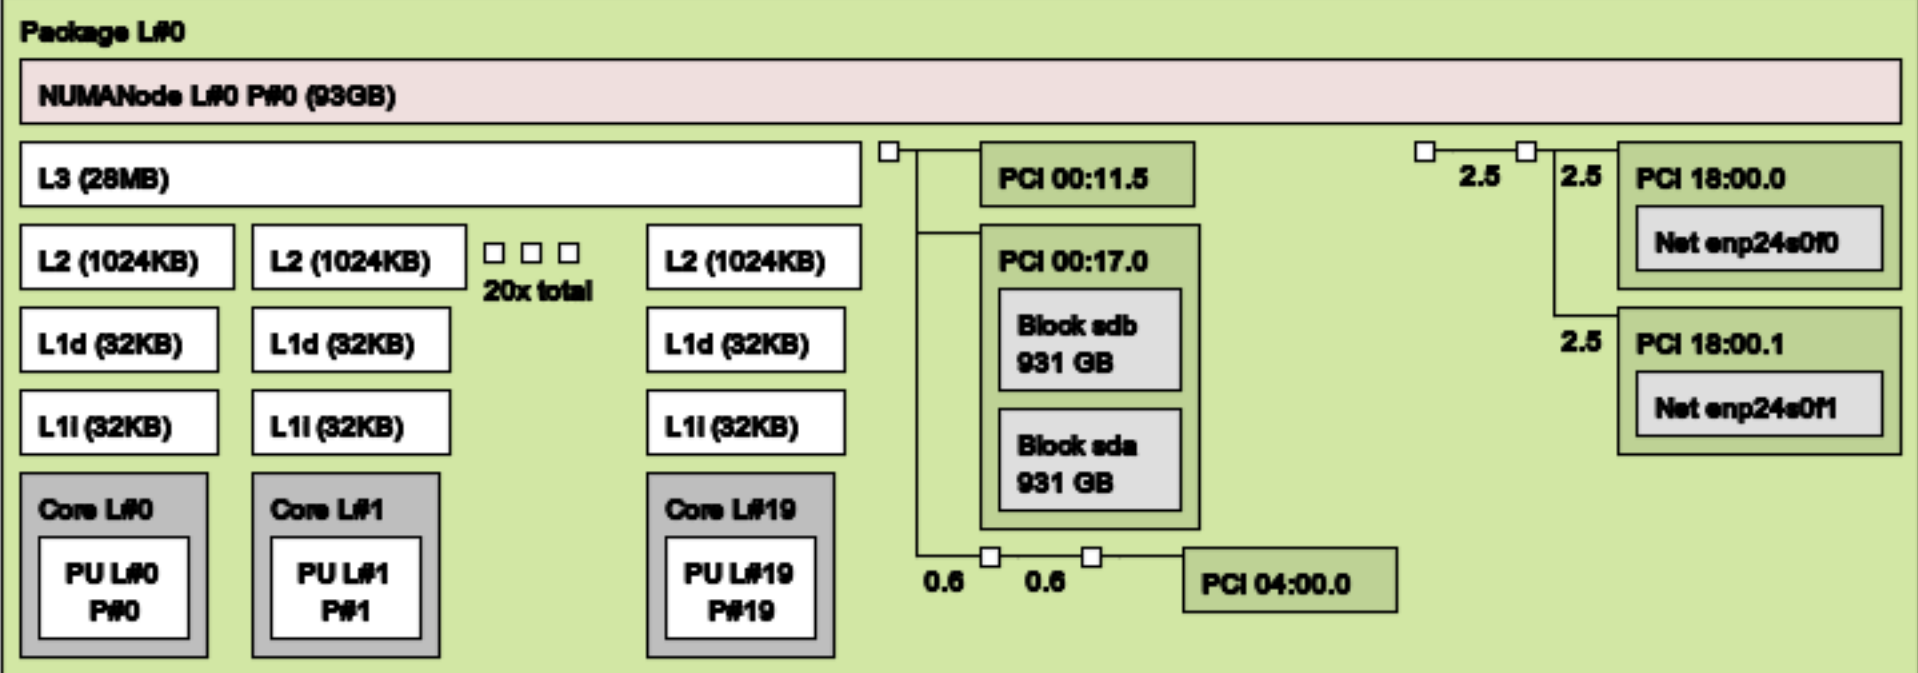 Package L#0
NUMANode L#0 P#0 (93GB)
L3 (28MB)
L2 (1024KB)
L2 (1024KB)
20x total
L2 (1024KB)
L1d (32KB)
L1d (32KB)
L1d (32KB)
L1i (32KB)
L1i (32KB)
L1i (32KB)
Core L#0
PU L#0
P#0
Core L#1
PU L#1
P#1
Core L#19
PU L#19
P#19
PCI 00:11.5
PCI 00:17.0
Block sdb
931 GB
Block sda
931 GB
0.6
0.6
PCI 04:00.0
2.5
2.5
PCI 18:00.0
Net enp24s0f0
2.5
PCI 18:00.1
Net enp24s0f1